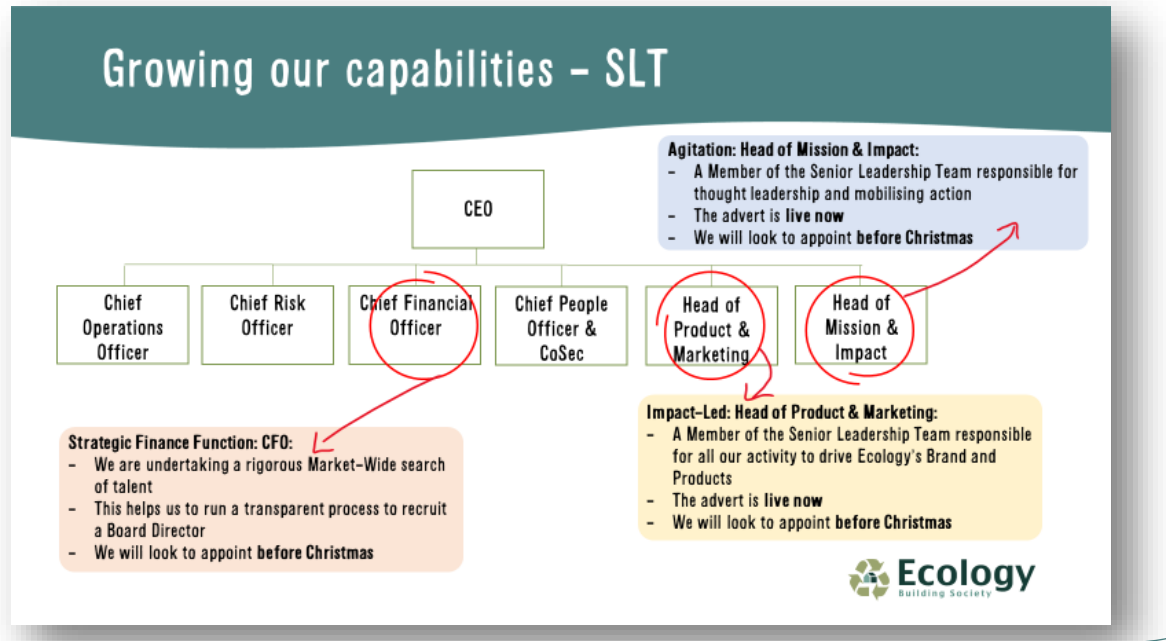 Growing our capabilities – SLT
Agitation: Head of Mission & Impact:
– A Member of the Senior Leadership Team responsible for
thought leadership and mobilising action
– The advert is live now
– We will look to appoint before Christmas
CEO
Chief
Operations
Officer
Chief Risk
Officer
Chief Financial
Officer
Chief People
Officer &
CoSec
Head of
Product &
Marketing
Head of
Mission &
Impact
Strategic Finance Function: CFO:
– We are undertaking a rigorous Market-Wide search
of talent
– This helps us to run a transparent process to recruit
a Board Director
– We will look to appoint before Christmas
Impact-Led: Head of Product & Marketing:
– A Member of the Senior Leadership Team responsible
for all our activity to drive Ecology's Brand and
Products
– The advert is live now
– We will look to appoint before Christmas
Ecology
Building Society